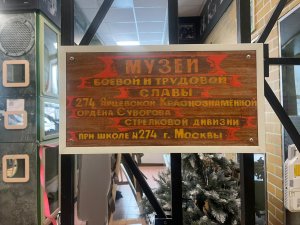 МУЗЕЙ
БОЕВОЙ И ТРУДОВОЙ
СЛАВЫ
274 ЯРЦЕВСКОЙ КРАСНОЗНАМЁННОЙ
ОРДЕНА СУВОРОВА
СТРЕЛКОВОЙ ДИВИЗИИ
ПРИ ШКОЛЕ №274 г. МОСКВЫ